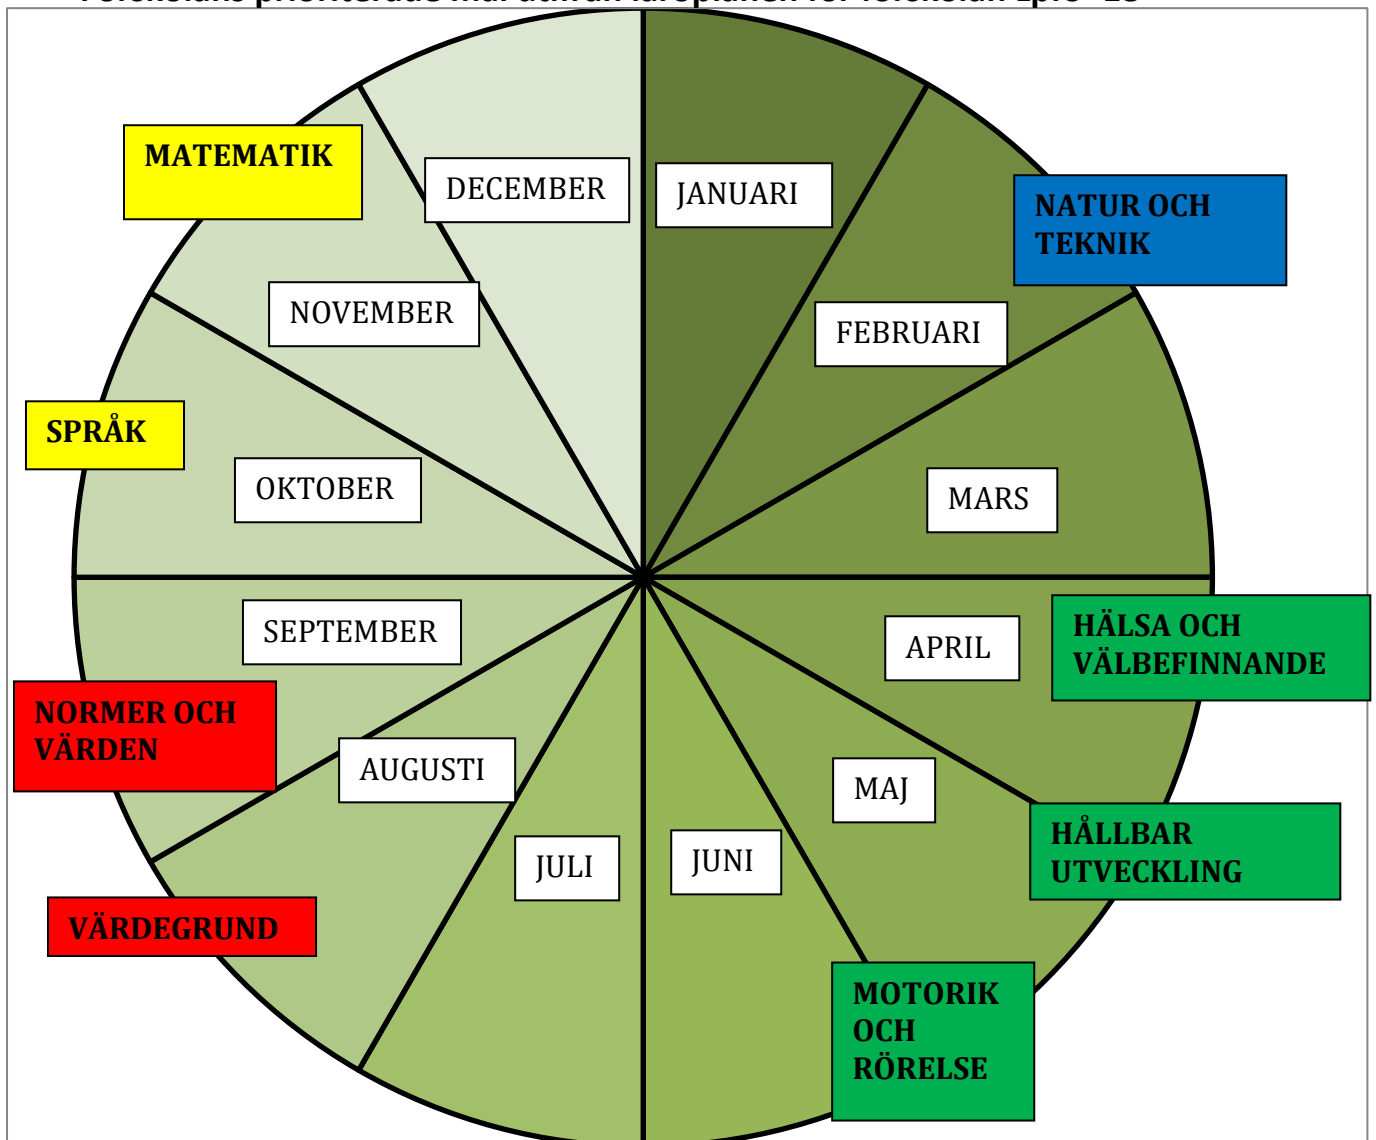 MATEMATIK
DECEMBER
JANUARI
NATUR OCH
TEKNIK
NOVEMBER
FEBRUARI
SPRÅK
OKTOBER
MARS
SEPTEMBER
APRIL
HÄLSA OCH
VÄLBEFINNANDE
NORMER OCH
VÄRDEN
AUGUSTI
MAJ
HÅLLBAR
UTVECKLING
JULI
JUNI
VÄRDEGRUND
MOTORIK
OCH
RÖRELSE